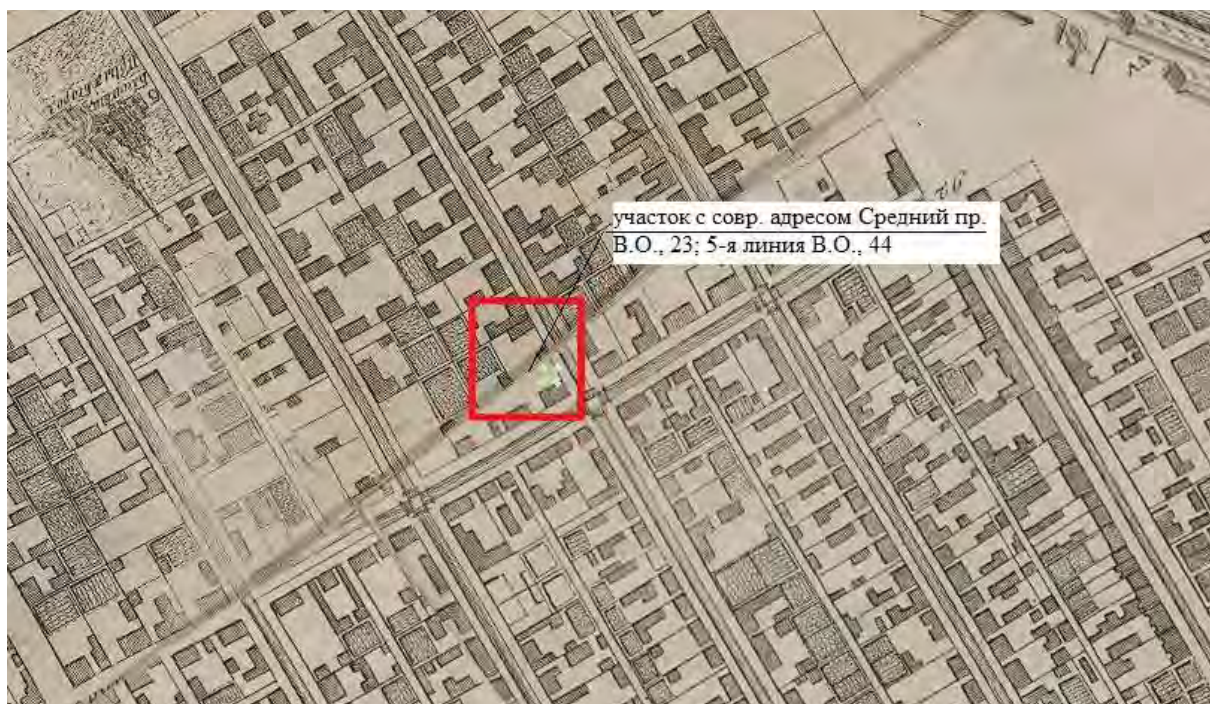 участок с совр. адресом Средний пр.
В.О., 23; 5-я линия В.О., 44